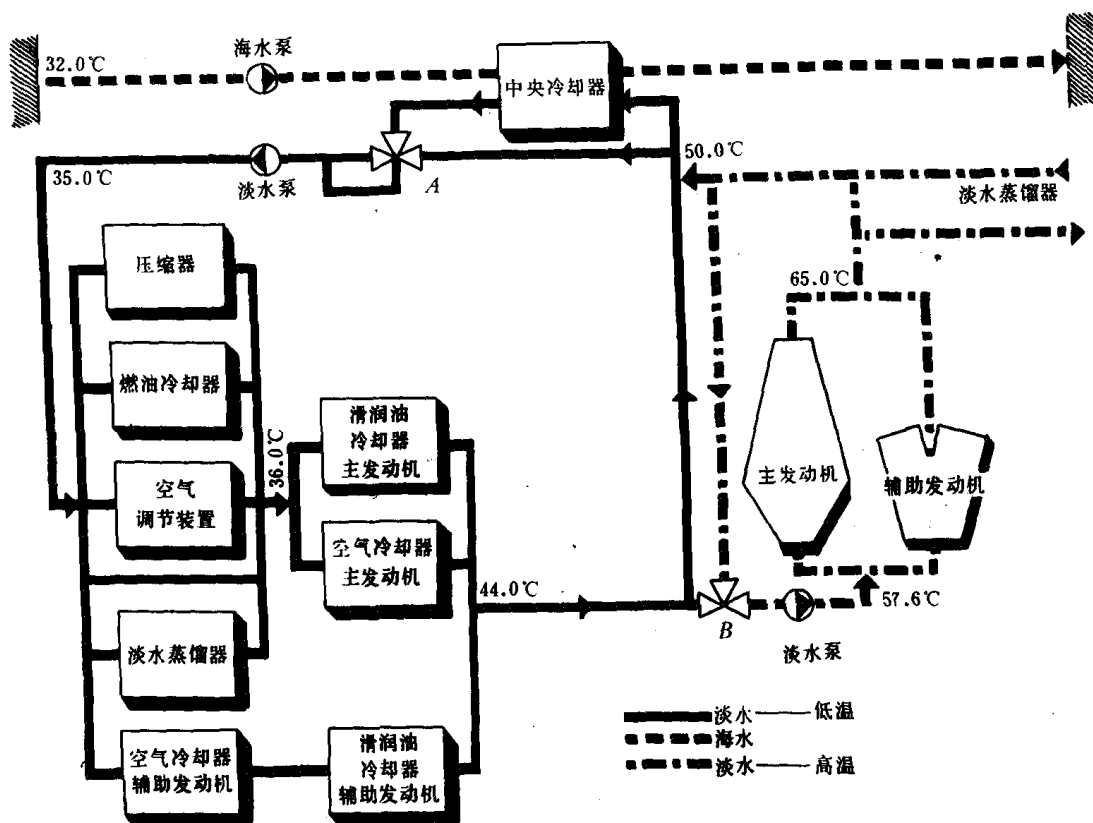 海水泵
32.0℃
中央冷却器
50.0℃
35.0℃
淡水泵
A
淡水蒸馏器
压缩器
65.0℃
燃油冷却器
滑润油
冷却器
主发动机
36.0℃
空气
调节装置
主发动机
辅助发动机
空气冷却器
主发动机
44.0℃
57.6℃
B
淡水泵
淡水蒸馏器
淡水——低温
海水
淡水——高温
空气冷却器
辅助发动机
滑润油
冷却器
辅助发动机